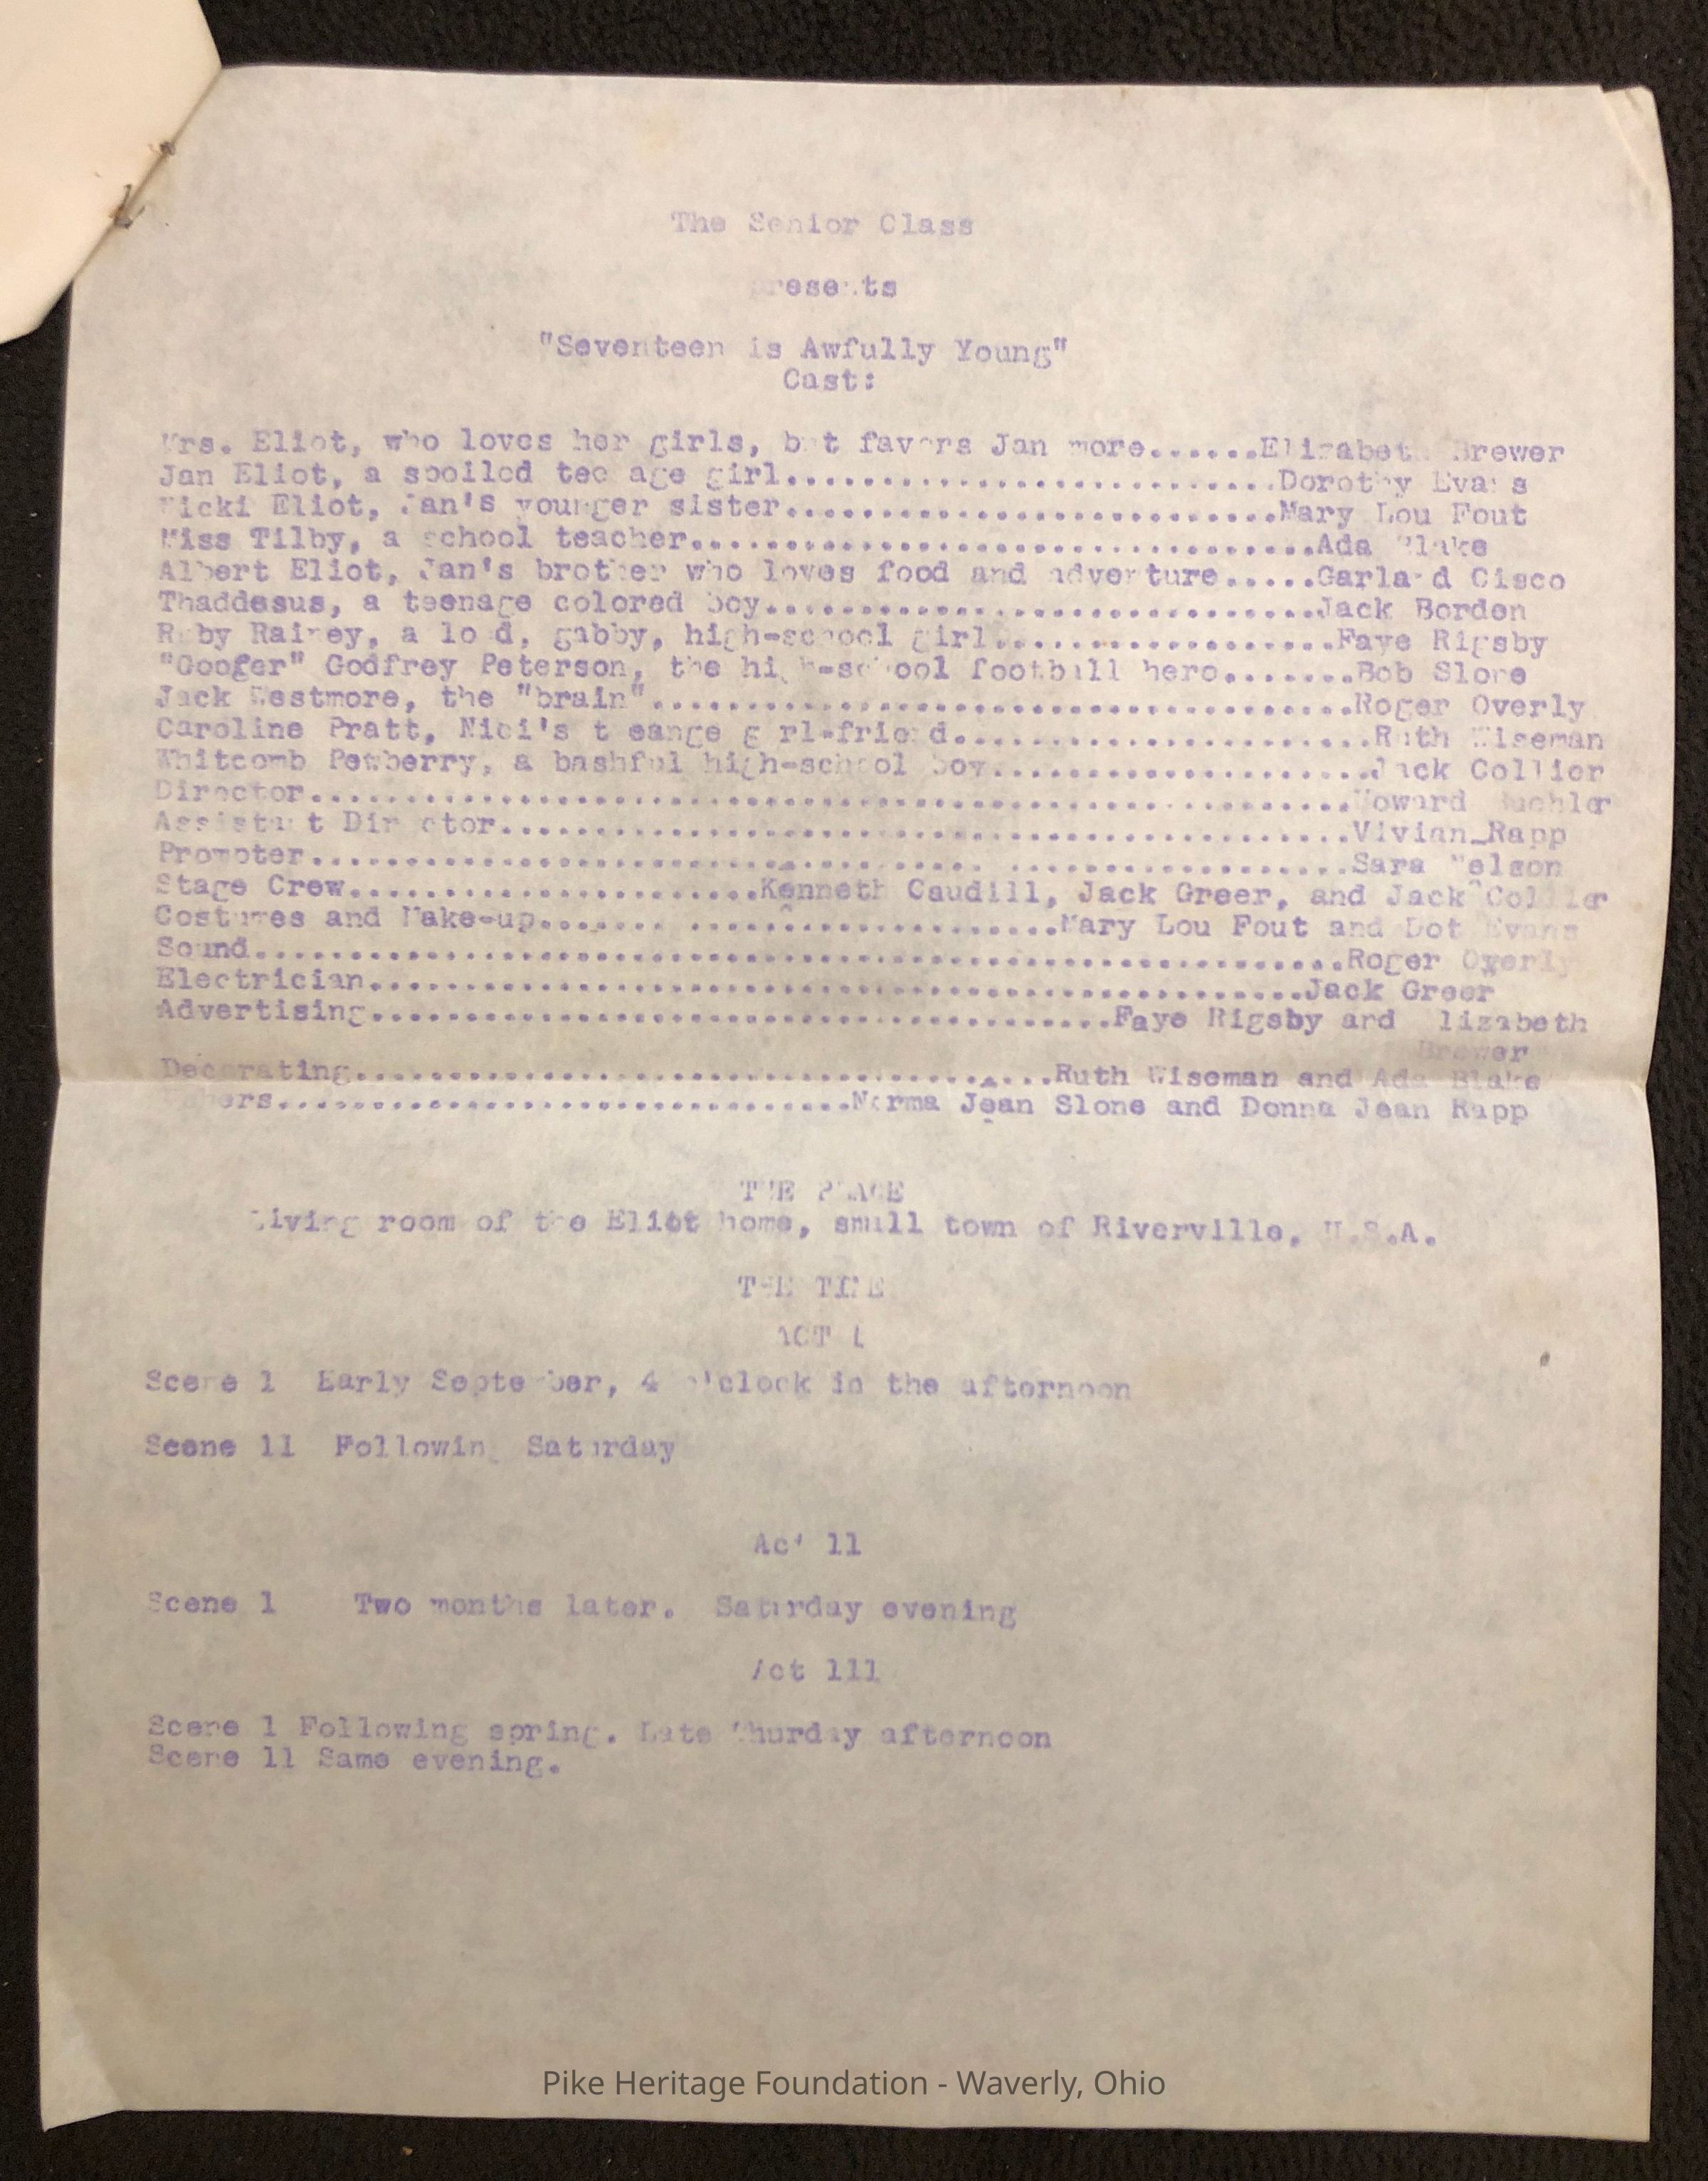 The Senior Class
presents
"Seventeen is Awfully Young"
Cast:
Mrs. Eliot, who loves her girls, but favors Jan more......Elizabeth Brewer
Jan Eliot, a spoiled teenage girl..........................Dorothy Evans
Nicki Eliot, Jan's younger sister..........................Mary Lou Fout
Miss Tilby, a school teacher.................................Ada Blake
Albert Eliot, Jan's brother who loves food and adventure.....Garland Cisco
Thaddesus, a teenage colored boy.............................Jack Borden
Ruby Rainey, a loud, gabby, high-school girl..................Faye Rigsby
"Googer" Godfrey Peterson, the high-school football hero.......Bob Slone
Jack Westmore, the "brain".....................................Roger Overly
Caroline Pratt, Nici's teeange girl-friend......................Ruth Wiseman
Whitcomb Pewberry, a bashful high-school boy....................Jack Collier
Director.......................................................Howard
Assistant Director.............................................Vivian Rapp
Prompter.......................................................Sara Nelson
Stage Crew......................Kenneth Caudill, Jack Greer, and Jack Collier
Costumes and Make-up............................Mary Lou Fout and Dot Evans
Sound..........................................................Roger Overly
Electrician..................................................Jack Greer
Advertising........................................Faye Rigsby and Elizabeth
Brewer
Decorating.....................................Ruth Wiseman and Ada Blake
Ushers...............................Norma Jean Slone and Donna Jean Rapp
THE PLACE
Living room of the Eliot home, small town of Riverville, U.S.A.
THE TIME
ACT 1
Scene 1 Early September, 4 o'clock in the afternoon
Scene 11 Following Saturday
Act 11
Scene 1 Two months later. Saturday evening
Act 111
Scene 1 Following spring. Late Thurday afternoon
Scene 11 Same evening.
Pike Heritage Foundation - Waverly, Ohio